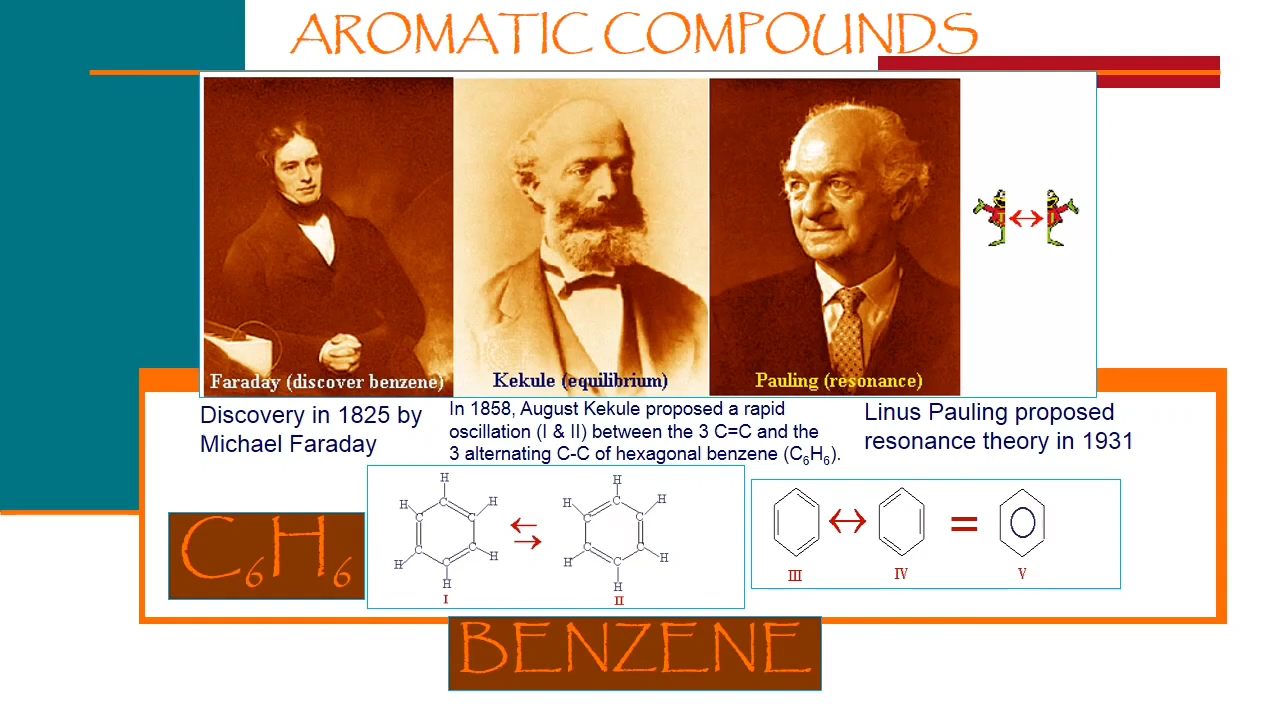 AROMATIC COMPOUNDS
Faraday (discover benzene)
Kekule (equilibrium)
Pauling (resonance)
Discovery in 1825 by
Michael Faraday
In 1858, August Kekule proposed a rapid
oscillation (I & II) between the 3 C=C and the
3 alternating C-C of hexagonal benzene (C₆H₆).
Linus Pauling proposed
resonance theory in 1931
C₆H₆
H
H C H
C C
C C
H C H
H
I
H
H C H
C C
C C
H C H
H
II
III
IV
=
V
BENZENE